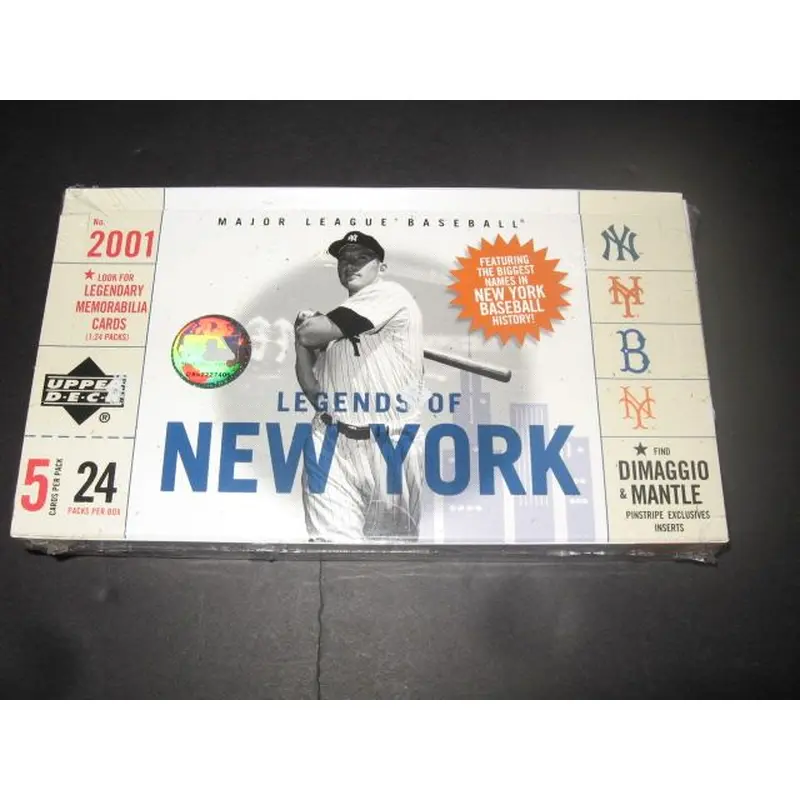 MAJOR LEAGUE BASEBALL®
No.
2001
★ LOOK FOR
LEGENDARY
MEMORABILIA
CARDS
(1:24 PACKS)
UPPER
DECK
®
5
CARDS PER PACK
24
PACKS PER BOX
FEATURING
THE BIGGEST
NAMES IN
NEW YORK
BASEBALL
HISTORY!
LEGENDS OF
NEW YORK
NY
NY
B
NY
★ FIND
DIMAGGIO
& MANTLE
PINSTRIPE EXCLUSIVES
INSERTS